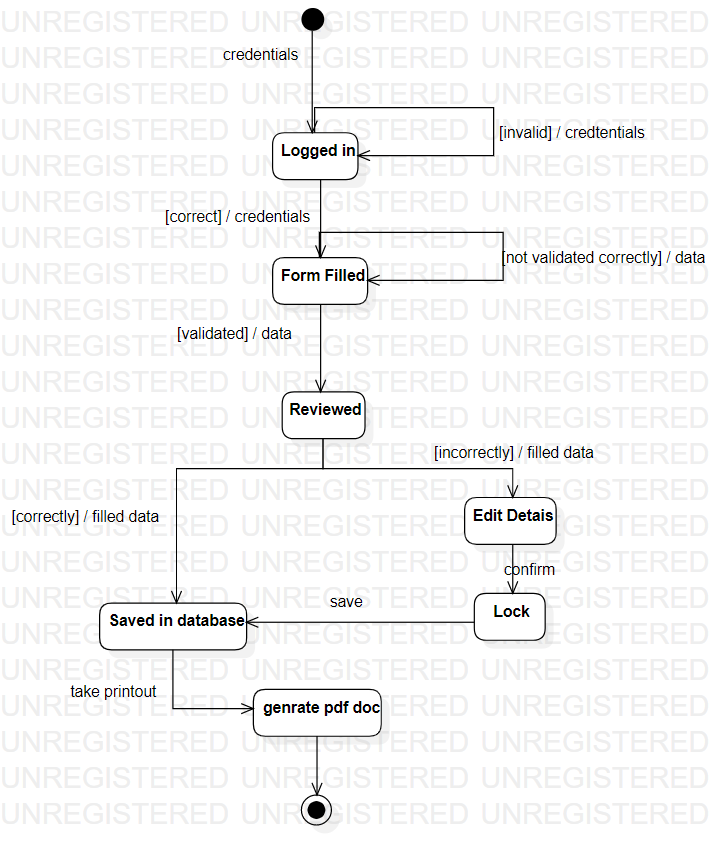 credentials
[invalid] / credtentials
Logged in
[correct] / credentials
[not validated correctly] / data
Form Filled
[validated] / data
Reviewed
[incorrectly] / filled data
[correctly] / filled data
Edit Detais
confirm
save
Lock
Saved in database
take printout
genrate pdf doc
UNREGISTERED UNREGISTERED UNREGISTERED